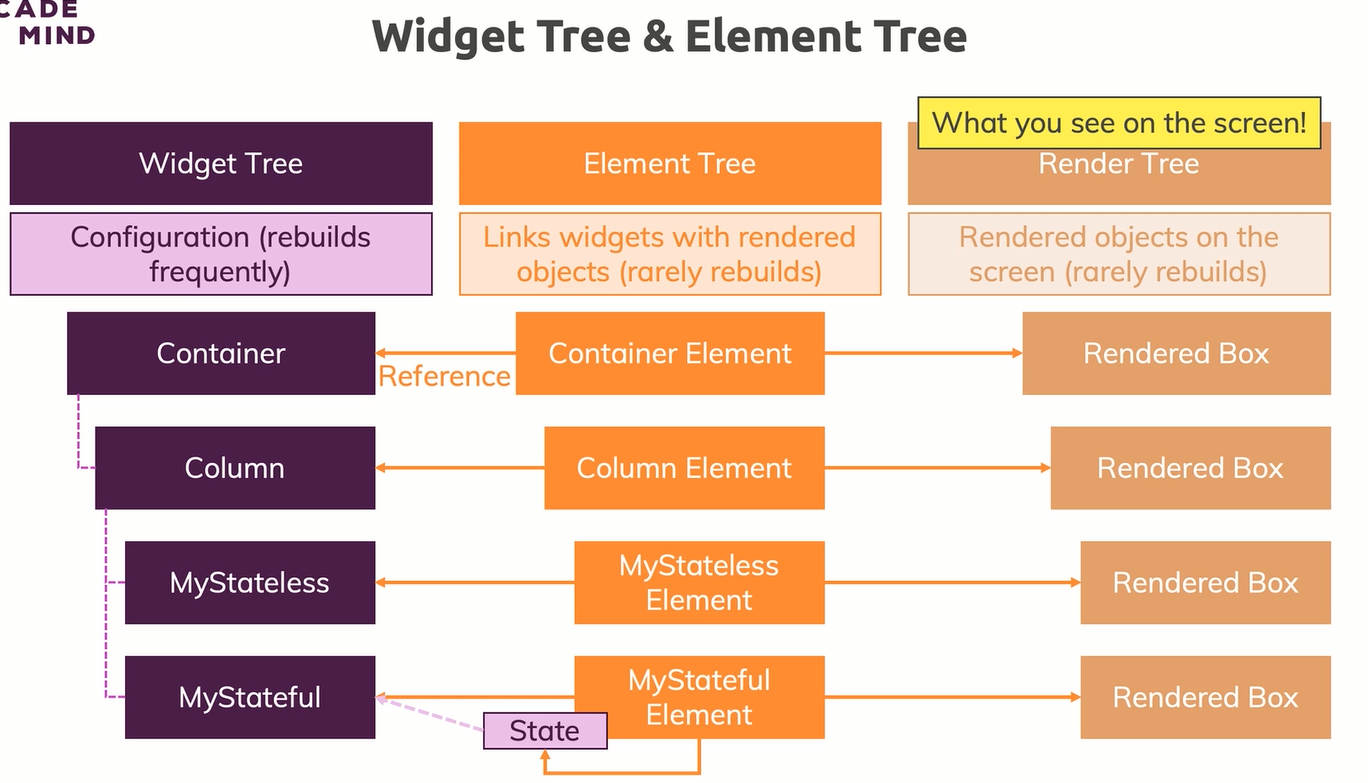 CADE
MIND
Widget Tree & Element Tree
What you see on the screen!
Widget Tree
Element Tree
Render Tree
Configuration (rebuilds
frequently)
Links widgets with rendered
objects (rarely rebuilds)
Rendered objects on the
screen (rarely rebuilds)
Container
Reference
Container Element
Rendered Box
Column
Column Element
Rendered Box
MyStateless
MyStateless
Element
Rendered Box
MyStateful
MyStateful
Element
Rendered Box
State